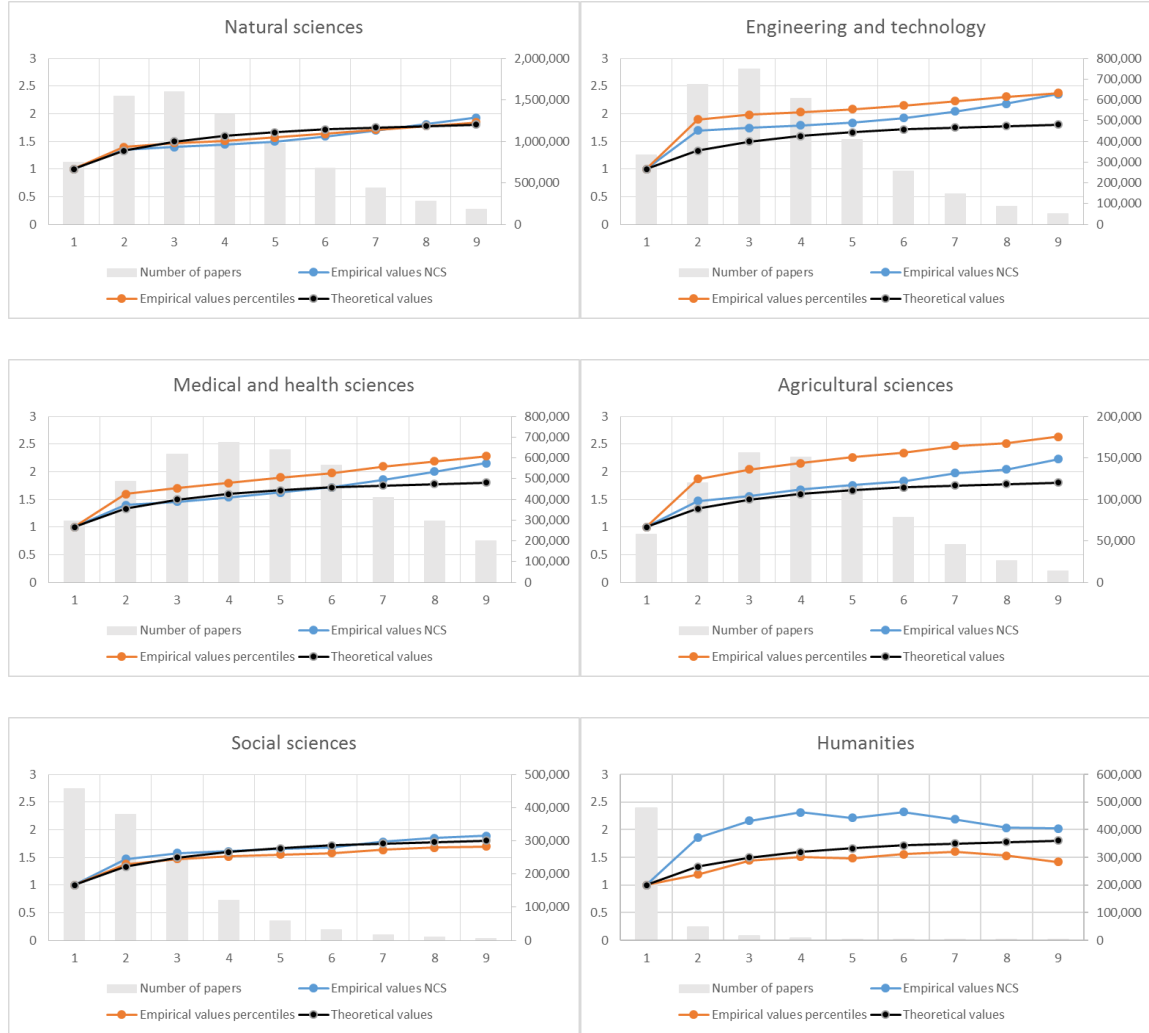 Natural sciences
3 2,000,000
2.5
1,500,000
2
1.5 1,000,000
1
500,000
0.5
0 0
1 2 3 4 5 6 7 8 9
Number of papers Empirical values NCS
Empirical values percentiles Theoretical values
Engineering and technology
3 800,000
700,000
2.5
600,000
2
500,000
1.5 400,000
300,000
1
200,000
0.5
100,000
0 0
1 2 3 4 5 6 7 8 9
Number of papers Empirical values NCS
Empirical values percentiles Theoretical values
Medical and health sciences
3 800,000
700,000
2.5
600,000
2
500,000
1.5 400,000
300,000
1
200,000
0.5
100,000
0 0
1 2 3 4 5 6 7 8 9
Number of papers Empirical values NCS
Empirical values percentiles Theoretical values
Agricultural sciences
3 200,000
2.5
150,000
2
1.5 100,000
1
50,000
0.5
0 0
1 2 3 4 5 6 7 8 9
Number of papers Empirical values NCS
Empirical values percentiles Theoretical values
Social sciences
3 500,000
2.5
400,000
2
300,000
1.5
200,000
1
100,000
0.5
0 0
1 2 3 4 5 6 7 8 9
Number of papers Empirical values NCS
Empirical values percentiles Theoretical values
Humanities
3 600,000
2.5 500,000
2 400,000
1.5 300,000
1 200,000
0.5 100,000
0 0
1 2 3 4 5 6 7 8 9
Number of papers Empirical values NCS
Empirical values percentiles Theoretical values